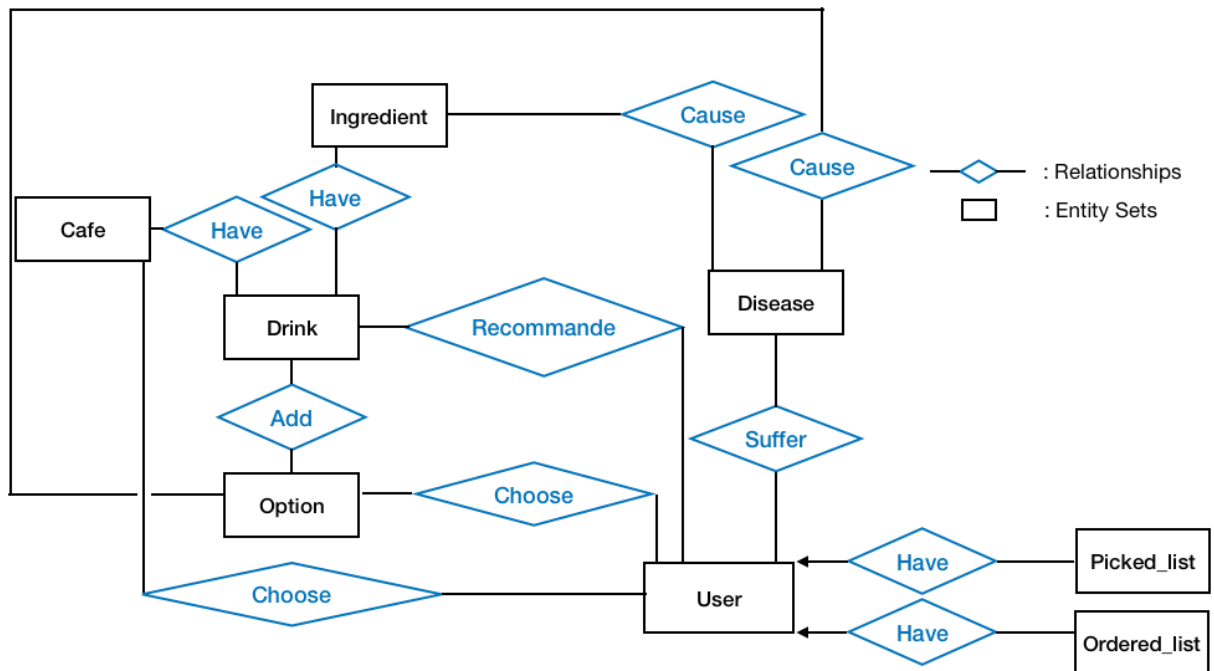 Ingredient
Cause
Cause
: Relationships
Have
: Entity Sets
Cafe
Have
Disease
Drink
Recommande
Add
Suffer
Option
Choose
Have
Picked_list
Choose
User
Have
Ordered_list